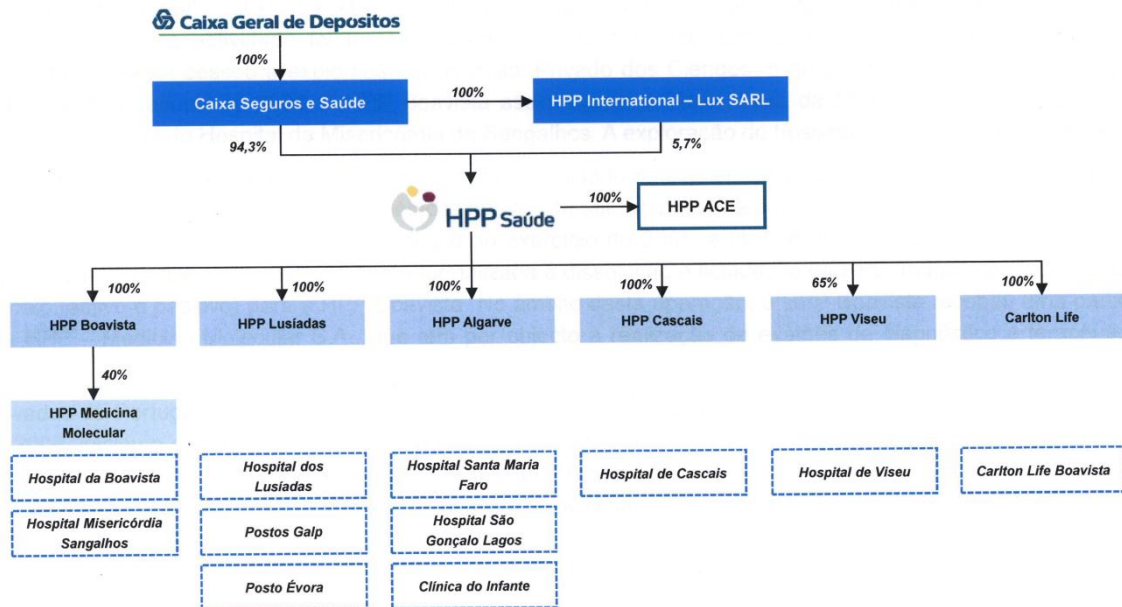 Caixa Geral de Depositos
100%
Caixa Seguros e Saúde
100%
HPP International – Lux SARL
94,3%
5,7%
HPP Saúde
100%
HPP ACE
100%
100%
100%
100%
65%
100%
HPP Boavista
HPP Lusíadas
HPP Algarve
HPP Cascais
HPP Viseu
Carlton Life
40%
HPP Medicina
Molecular
Hospital da Boavista
Hospital dos
Lusíadas
Hospital Santa Maria
Faro
Hospital de Cascais
Hospital de Viseu
Carlton Life Boavista
Hospital Misericórdia
Sangalhos
Postos Galp
Hospital São
Gonçalo Lagos
Posto Évora
Clínica do Infante